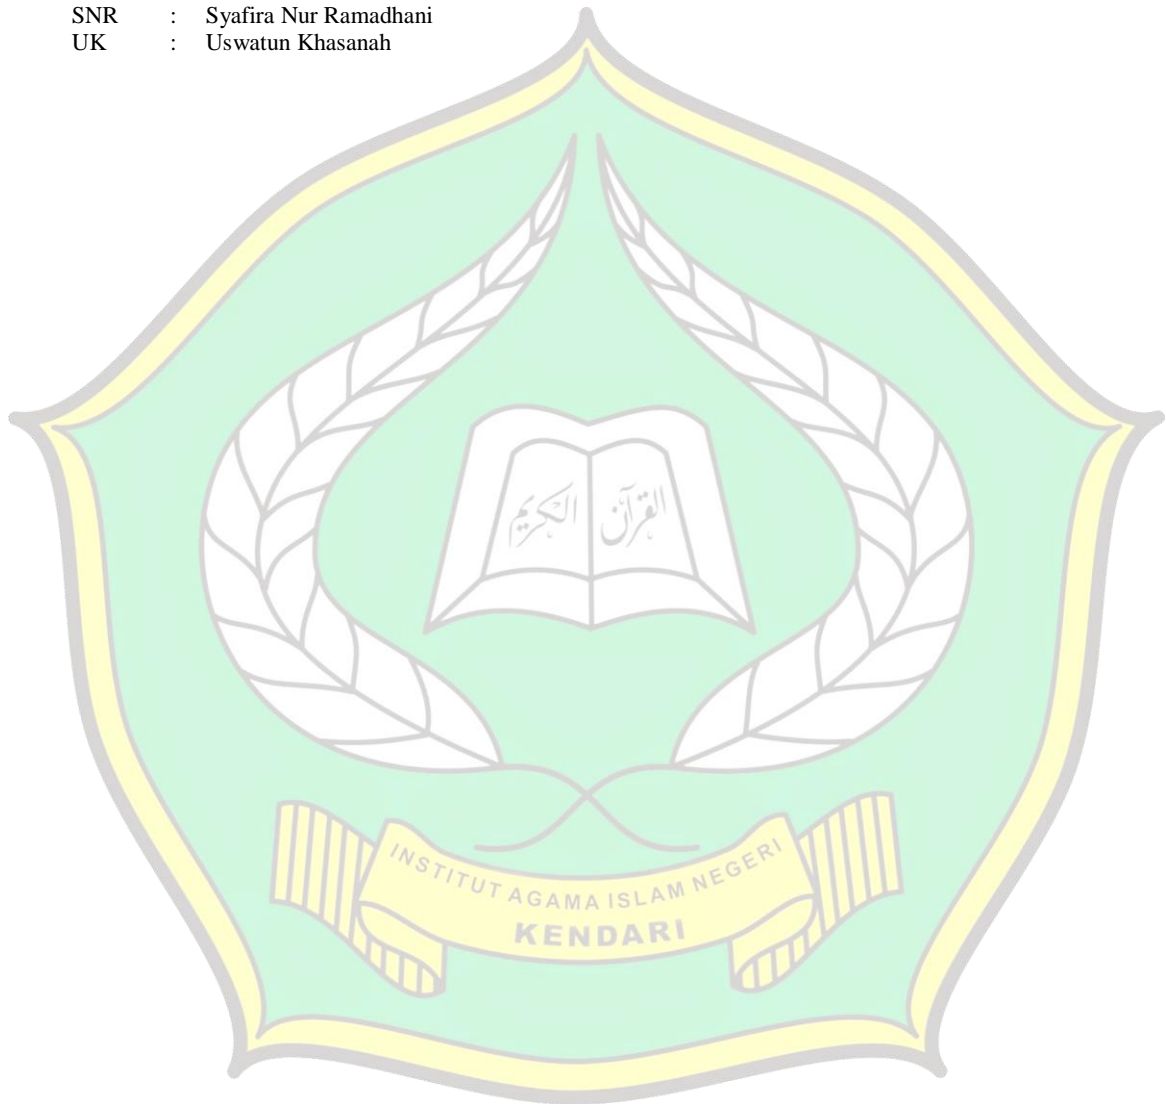 SNR : Syafira Nur Ramadhani
UK : Uswatun Khasanah
القرآن الكريم
INSTITUT AGAMA ISLAM NEGERI
KENDARI